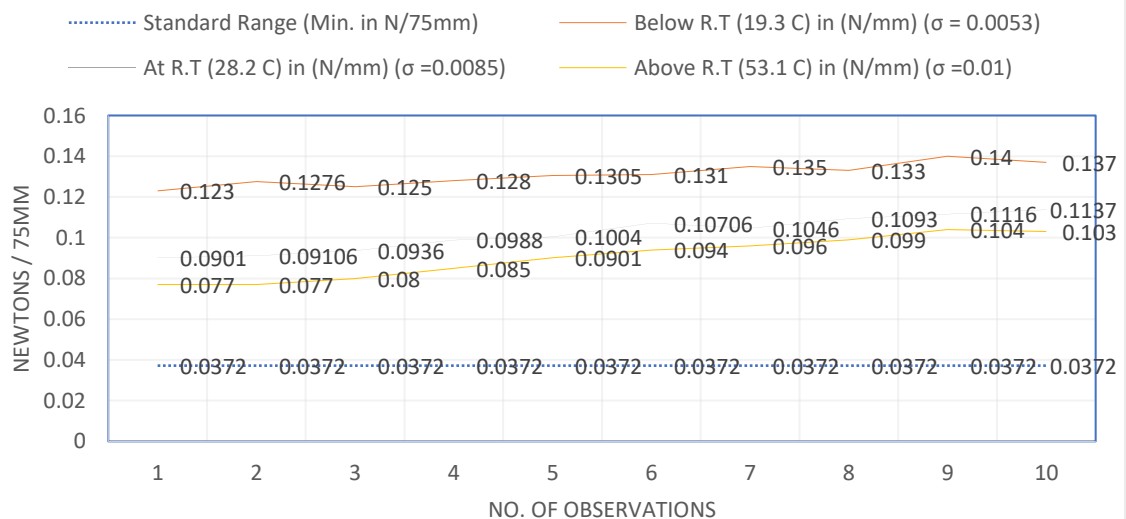 Standard Range (Min. in N/75mm) Below R.T (19.3 C) in (N/mm) (σ = 0.0053)
At R.T (28.2 C) in (N/mm) (σ =0.0085) Above R.T (53.1 C) in (N/mm) (σ =0.01)
NEWTONS / 75MM
0.16
0.14
0.12
0.1
0.08
0.06
0.04
0.02
0
0.123 0.1276 0.125 0.128 0.1305 0.131 0.135 0.133 0.14 0.137
0.0901 0.09106 0.0936 0.0988 0.1004 0.10706 0.1046 0.1093 0.1116 0.1137
0.077 0.077 0.08 0.085 0.0901 0.094 0.096 0.099 0.104 0.103
0.0372 0.0372 0.0372 0.0372 0.0372 0.0372 0.0372 0.0372 0.0372 0.0372
1 2 3 4 5 6 7 8 9 10
NO. OF OBSERVATIONS